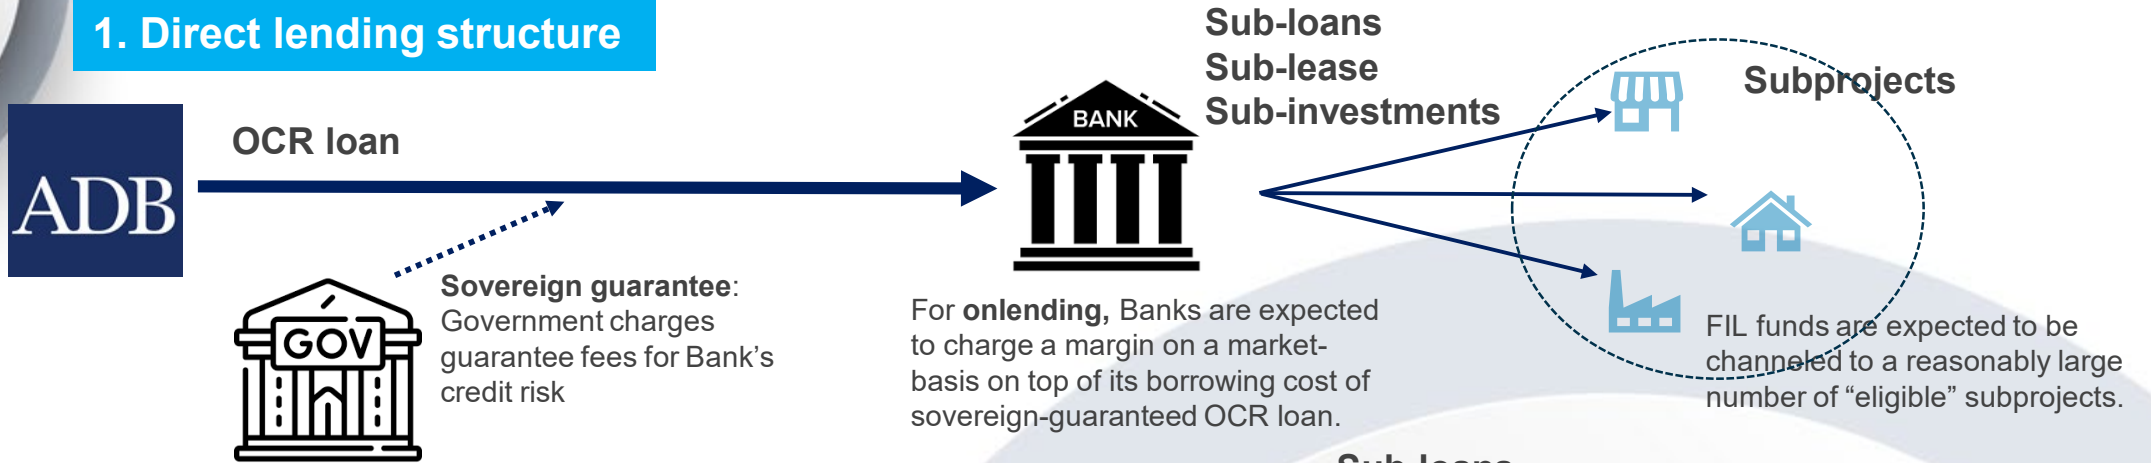 1. Direct lending structure
ADB
OCR loan
GOV
Sovereign guarantee:
Government charges
guarantee fees for Bank's
credit risk
BANK
For onlending, Banks are expected
to charge a margin on a market-
basis on top of its borrowing cost of
sovereign-guaranteed OCR loan.
Sub-loans
Sub-lease
Sub-investments
Subprojects
FIL funds are expected to be
channeled to a reasonably large
number of “eligible” subprojects.
Sub-loans